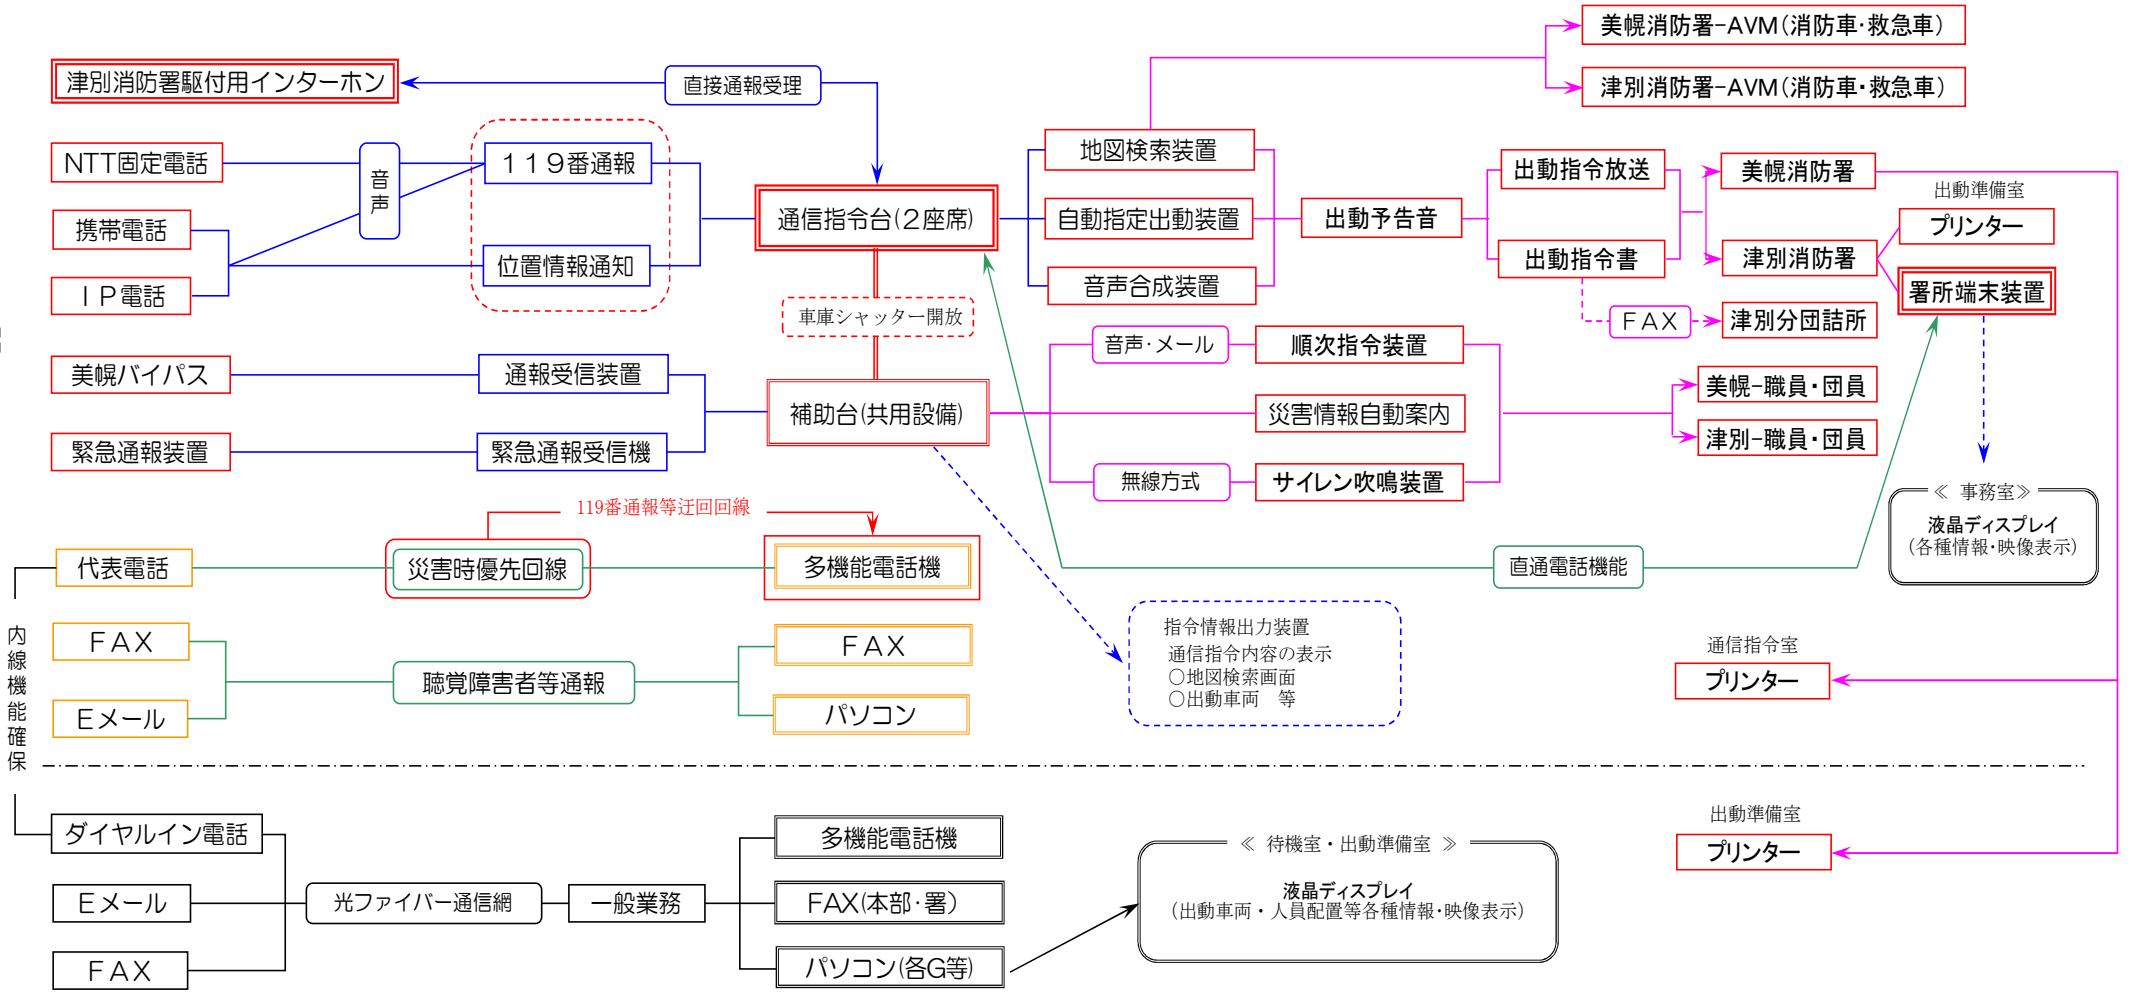 美幌消防署-AVM(消防車・救急車)
津別消防署駆付用インターホン
直接通報受理
津別消防署-AVM(消防車・救急車)
NTT固定電話
音声
119番通報
地図検索装置
出動指令放送
美幌消防署
出動準備室
プリンター
携帯電話
通信指令台(2座席)
自動指定出動装置
出動予告音
位置情報通知
出動指令書
津別消防署
IP電話
音声合成装置
署所端末装置
車庫シャッター開放
FAX
津別分団詰所
音声・メール
順次指令装置
美幌バイパス
通報受信装置
美幌-職員・団員
補助台(共用設備)
災害情報自動案内
津別-職員・団員
緊急通報装置
緊急通報受信機
無線方式
サイレン吹鳴装置
≪ 事務室≫
液晶ディスプレイ
(各種情報・映像表示)
119番通報等迂回回線
代表電話
災害時優先回線
多機能電話機
直通電話機能
内線機能確保
FAX
聴覚障害者等通報
FAX
指令情報出力装置
通信指令内容の表示
○地図検索画面
○出動車両 等
通信指令室
プリンター
Eメール
パソコン
出動準備室
プリンター
ダイヤルイン電話
多機能電話機
≪ 待機室・出動準備室 ≫
液晶ディスプレイ
(出動車両・人員配置等各種情報・映像表示)
Eメール
光ファイバー通信網
一般業務
FAX(本部・署)
FAX
パソコン(各G等)